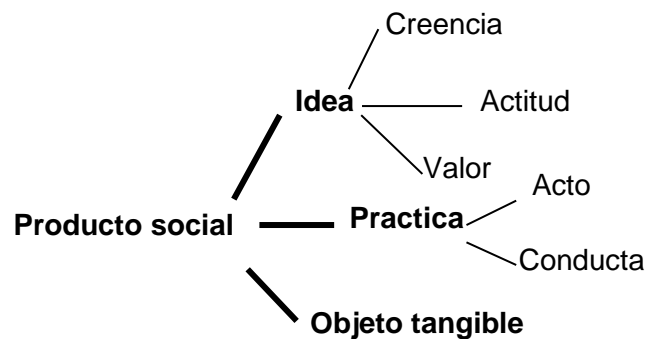 Creencia
Idea
Actitud
Valor
Acto
Producto social
Practica
Conducta
Objeto tangible